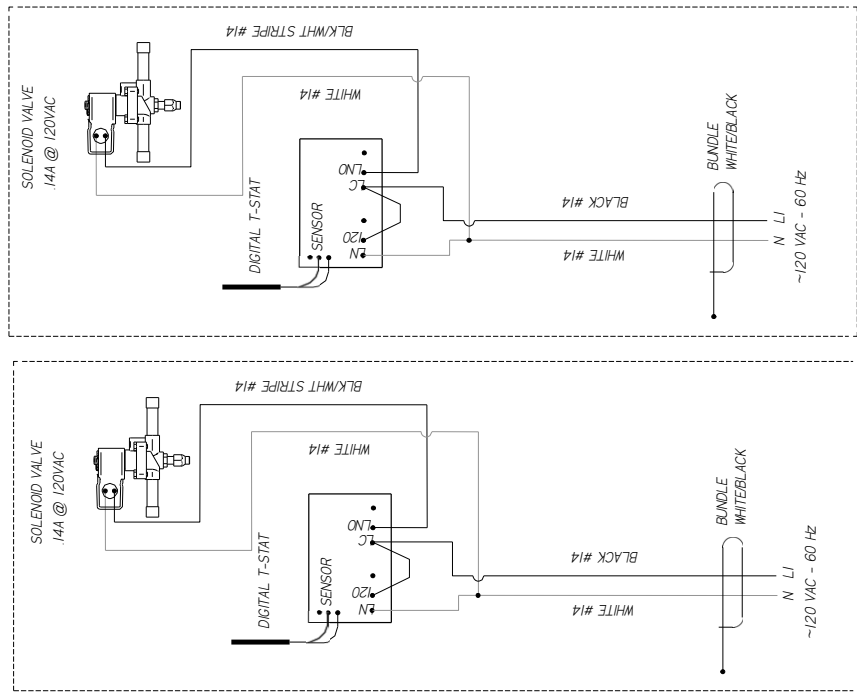 BLK/WHT STRIPE #14
WHITE #14
SOLENOID VALVE
.14A @ 120VAC
LNO
LC
120
LN
SENSOR
DIGITAL T-STAT
BLACK #14
WHITE #14
BUNDLE
WHITE/BLACK
L1
N
~120 VAC - 60 Hz
BLK/WHT STRIPE #14
WHITE #14
SOLENOID VALVE
.14A @ 120VAC
LNO
LC
120
LN
SENSOR
DIGITAL T-STAT
BLACK #14
WHITE #14
BUNDLE
WHITE/BLACK
L1
N
~120 VAC - 60 Hz